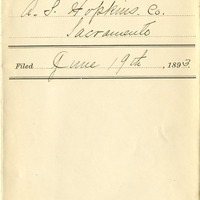 A. S. Hopkins. Co.
Sacramento
Filed June 19th, 1893.